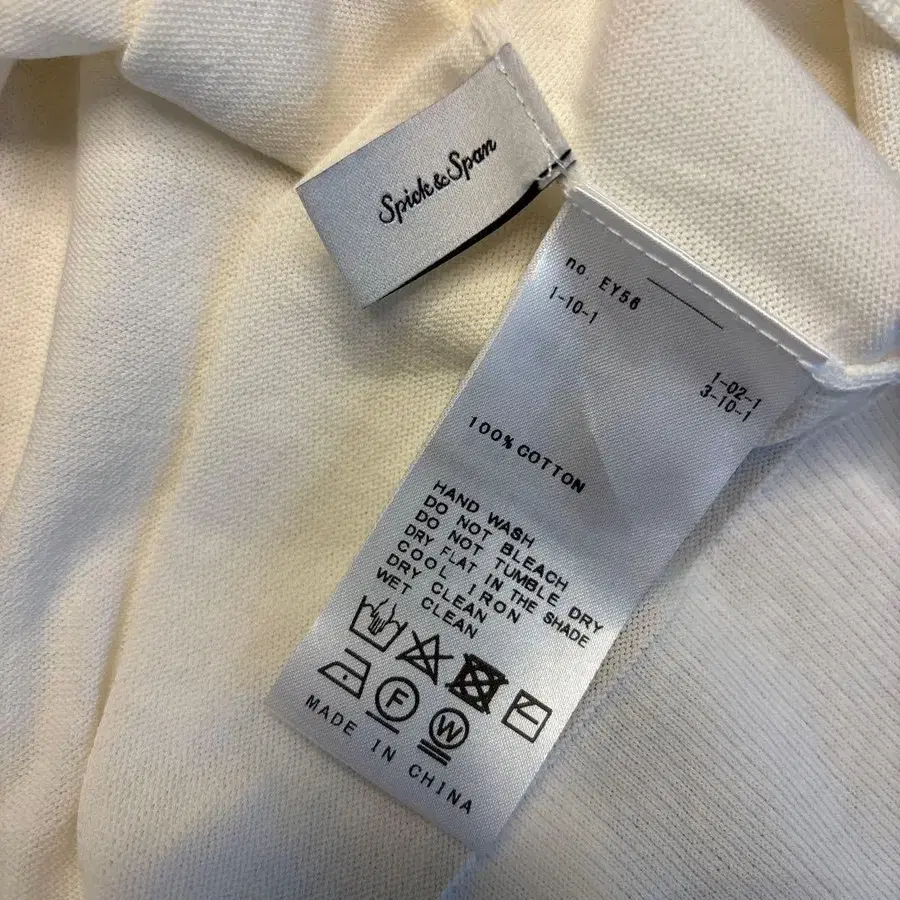 Spick&Span
no. EY56
1-10-1
1-02-1
3-10-1
100% COTTON
HAND WASH
DO NOT BLEACH
DO NOT TUMBLE DRY
DRY FLAT IN THE SHADE
COOL IRON
DRY CLEAN
WET CLEAN
F
W
MADE IN CHINA